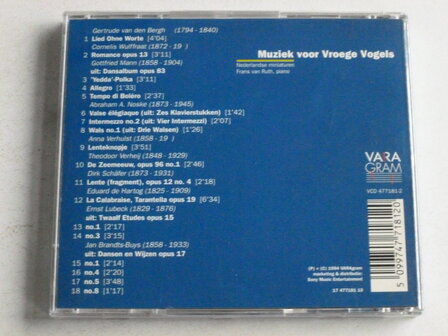 Gertrude van den Bergh (1794 - 1840)
1 Lied Ohne Worte [4'04]
Cornelis Wulffraat (1872 - 19 )
2 Romance opus 13 [3'11]
Gottfried Mann (1858 - 1904)
uit: Dansalbum opus 83
3 'Yedda'-Polka [3'11]
4 Allegro [1'33]
5 Tempo di Boléro [2'37]
Abraham A. Noske (1873 - 1945)
6 Valse élégiaque (uit: Zes Klavierstukken) [1'42]
7 Intermezzo no.2 (uit: Vier Intermezzi) [2'07]
8 Wals no.1 (uit: Drie Walsen) [1'26]
Anna Verhulst (1858 - 19 )
9 Lenteknopje [3'51]
Theodor Verheij (1848 - 1929)
10 De Zeemeeuw, opus 96 no.1 [2'46]
Dirk Schäfer (1873 - 1931)
11 Lente (fragment), opus 12 no. 4 [2'18]
Eduard de Hartog (1825 - 1909)
12 La Calabraise, Tarantella opus 19 [6'34]
Ernst Lubeck (1829 - 1876)
uit: Twaalf Etudes opus 15
13 no.1 [2'17]
14 no.3 [2'15]
Jan Brandts-Buys (1858 - 1933)
uit: Dansen en Wijzen opus 17
15 no.1 [2'14]
16 no.4 [2'20]
17 no.5 [3'48]
18 no.8 [1'17]
Muziek voor Vroege Vogels
Nederlandse miniaturen
Frans van Ruth, piano
VARA
GRAM
VCD 477181-2
5 099747 718120
(P) + (C) 1994 VARAgram
marketing & distributie:
Sony Music Entertainment
37 477181 10